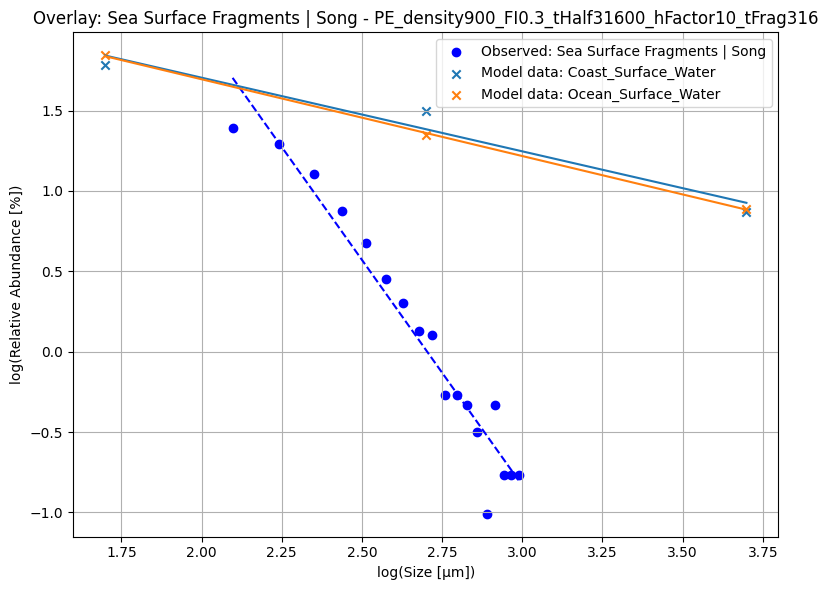 Overlay: Sea Surface Fragments | Song - PE_density900_FI0.3_tHalf31600_hFactor10_tFrag316
Observed: Sea Surface Fragments | Song
Model data: Coast_Surface_Water
Model data: Ocean_Surface_Water
log(Relative Abundance [%])
1.5
1.0
0.5
0.0
−0.5
−1.0
1.75 2.00 2.25 2.50 2.75 3.00 3.25 3.50 3.75
log(Size [μm])